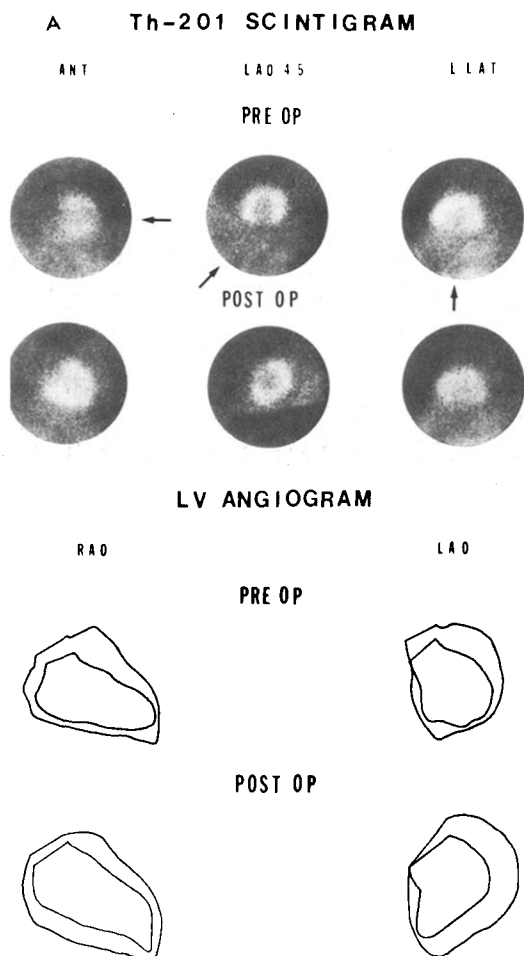 A Th-201 SCINTIGRAM
ANT LAO 45 L LAT
PRE OP
POST OP
LV ANGIOGRAM
RAO LAO
PRE OP
POST OP